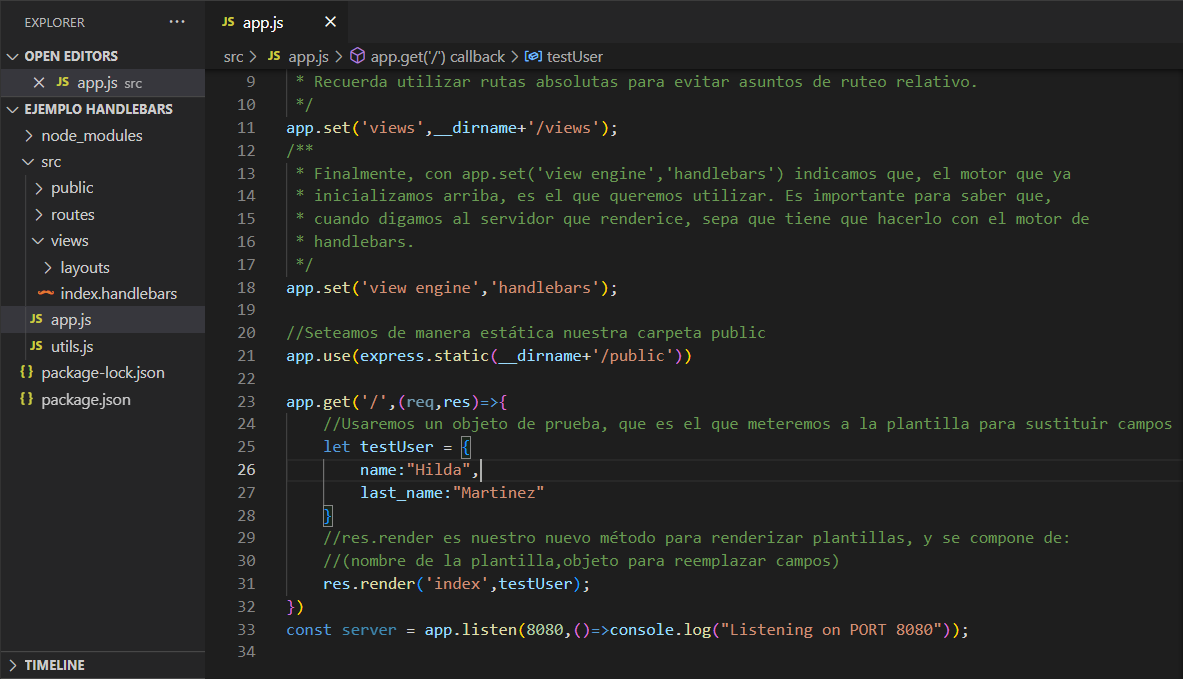 EXPLORER
OPEN EDITORS
JS app.js src
EJEMPLO HANDLEBARS
node_modules
src
public
routes
views
layouts
index.handlebars
JS app.js
JS utils.js
{} package-lock.json
{} package.json
TIMELINE
JS app.js
src > JS app.js > app.get('/') callback > testUser
9 * Recuerda utilizar rutas absolutas para evitar asuntos de ruteo relativo.
10 */
11 app.set('views',__dirname+'/views');
12 /**
13 * Finalmente, con app.set('view engine','handlebars') indicamos que, el motor que ya
14 * inicializamos arriba, es el que queremos utilizar. Es importante para saber que,
15 * cuando digamos al servidor que renderice, sepa que tiene que hacerlo con el motor de
16 * handlebars.
17 */
18 app.set('view engine','handlebars');
19
20 //Seteamos de manera estática nuestra carpeta public
21 app.use(express.static(__dirname+'/public'))
22
23 app.get('/',(req,res)=>{
24 //Usaremos un objeto de prueba, que es el que meteremos a la plantilla para sustituir campos
25 let testUser = {
26 name:"Hilda",
27 last_name:"Martinez"
28 }
29 //res.render es nuestro nuevo método para renderizar plantillas, y se compone de:
30 //(nombre de la plantilla,objeto para reemplazar campos)
31 res.render('index',testUser);
32 })
33 const server = app.listen(8080,()=>console.log("Listening on PORT 8080"));
34